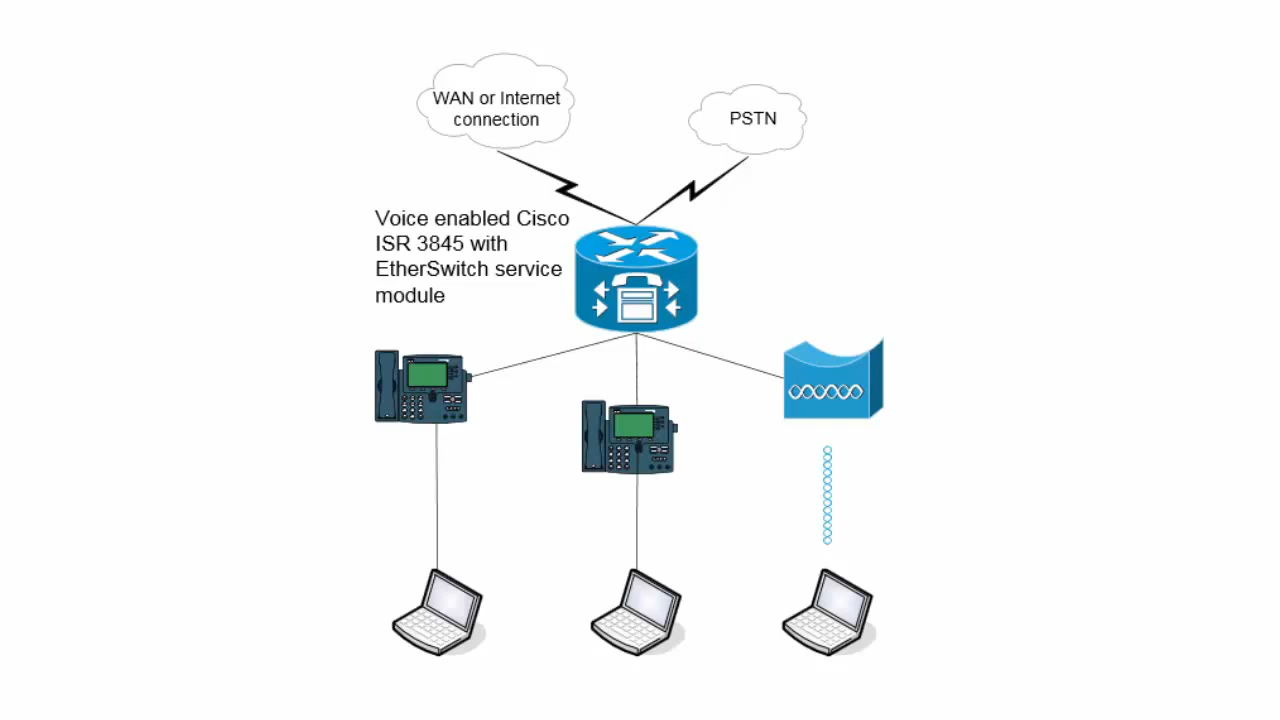 WAN or Internet
connection
PSTN
Voice enabled Cisco
ISR 3845 with
EtherSwitch service
module